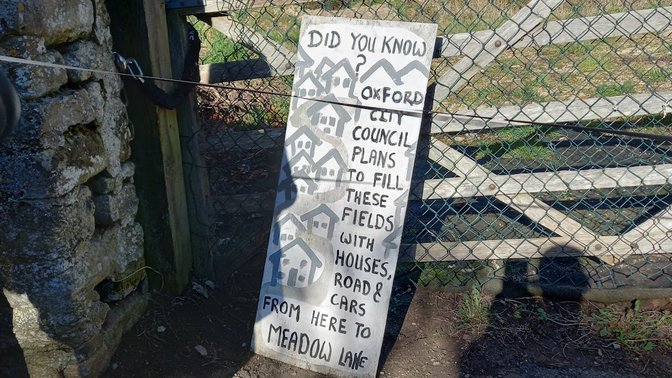 DID YOU KNOW
?
OXFORD
CITY
COUNCIL
PLANS
TO FILL
THESE
FIELDS
WITH
HOUSES,
ROAD &
CARS
FROM HERE TO
MEADOW LANE